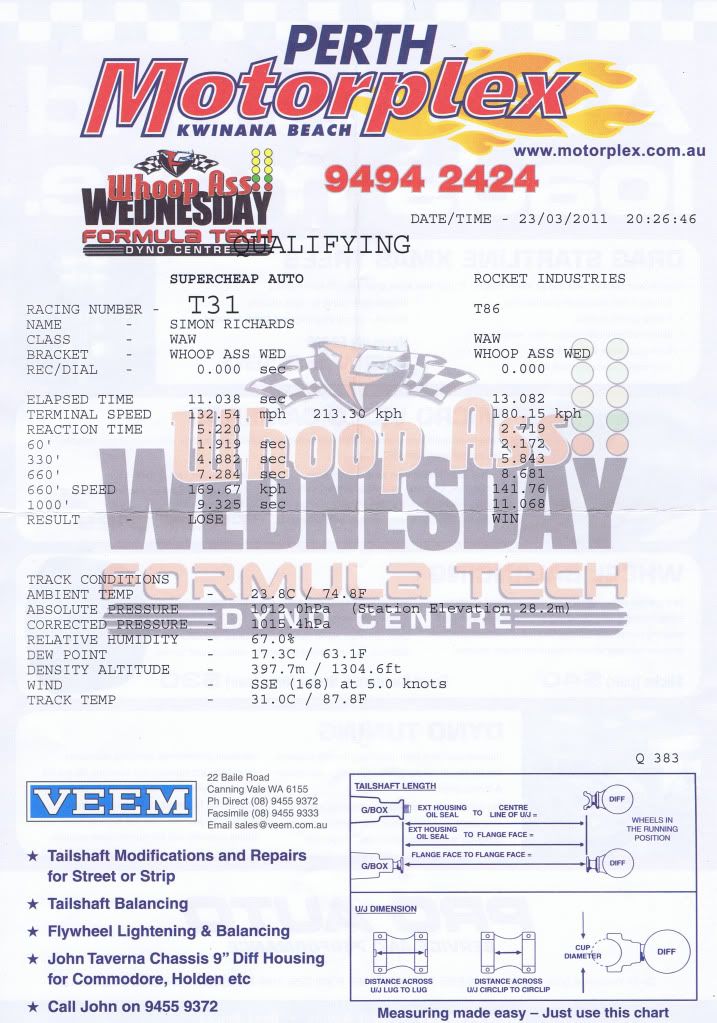 PERTH
Motorplex
KWINANA BEACH
www.motorplex.com.au
Whoop Ass
WEDNESDAY
FORMULA TECH
DYNO CENTRE
9494 2424
DATE/TIME - 23/03/2011 20:26:46
QUALIFYING
SUPERCHEAP AUTO ROCKET INDUSTRIES
RACING NUMBER - T31 T86
NAME - SIMON RICHARDS
CLASS - WAW WAW
BRACKET - WHOOP ASS WED WHOOP ASS WED
REC/DIAL - 0.000 sec 0.000
ELAPSED TIME 11.038 sec 13.082
TERMINAL SPEED 132.54 mph 213.30 kph 180.15 kph
REACTION TIME 5.220 2.719
60' 1.919 sec 2.172
330' 4.882 sec 5.843
660' 7.284 sec 8.681
660' SPEED 169.67 kph 141.76
1000' 9.325 sec 11.068
RESULT - LOSE WIN
Whoop Ass
WEDNESDAY
FORMULA TECH
DYNO CENTRE
TRACK CONDITIONS
AMBIENT TEMP - 23.8C / 74.8F
ABSOLUTE PRESSURE - 1012.0hPa (Station Elevation 28.2m)
CORRECTED PRESSURE - 1015.4hPa
RELATIVE HUMIDITY - 67.0%
DEW POINT - 17.3C / 63.1F
DENSITY ALTITUDE - 397.7m / 1304.6ft
WIND - SSE (168) at 5.0 knots
TRACK TEMP - 31.0C / 87.8F
Q 383
VEEM
22 Baile Road
Canning Vale WA 6155
Ph Direct (08) 9455 9372
Facsimile (08) 9455 9333
Email sales@veem.com.au
★ Tailshaft Modifications and Repairs
for Street or Strip
★ Tailshaft Balancing
★ Flywheel Lightening & Balancing
★ John Taverna Chassis 9" Diff Housing
for Commodore, Holden etc
★ Call John on 9455 9372
TAILSHAFT LENGTH
G/BOX
EXT HOUSING OIL SEAL TO CENTRE LINE OF U/J =
DIFF
EXT HOUSING OIL SEAL TO FLANGE FACE =
WHEELS IN
THE RUNNING
POSITION
G/BOX
FLANGE FACE TO FLANGE FACE =
DIFF
U/J DIMENSION
DISTANCE ACROSS
U/J LUG TO LUG
DISTANCE ACROSS
U/J CIRCLIP TO CIRCLIP
CUP
DIAMETER
DIFF
Measuring made easy – Just use this chart